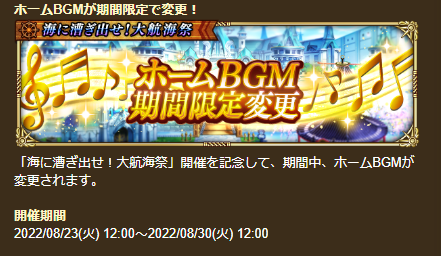 ホームBGMが期間限定で変更！
海に漕ぎ出せ！大航海祭
ホームBGM
期間限定変更
「海に漕ぎ出せ！大航海祭」開催を記念して、期間中、ホームBGMが
変更されます。
開催期間
2022/08/23(火) 12:00～2022/08/30(火) 12:00